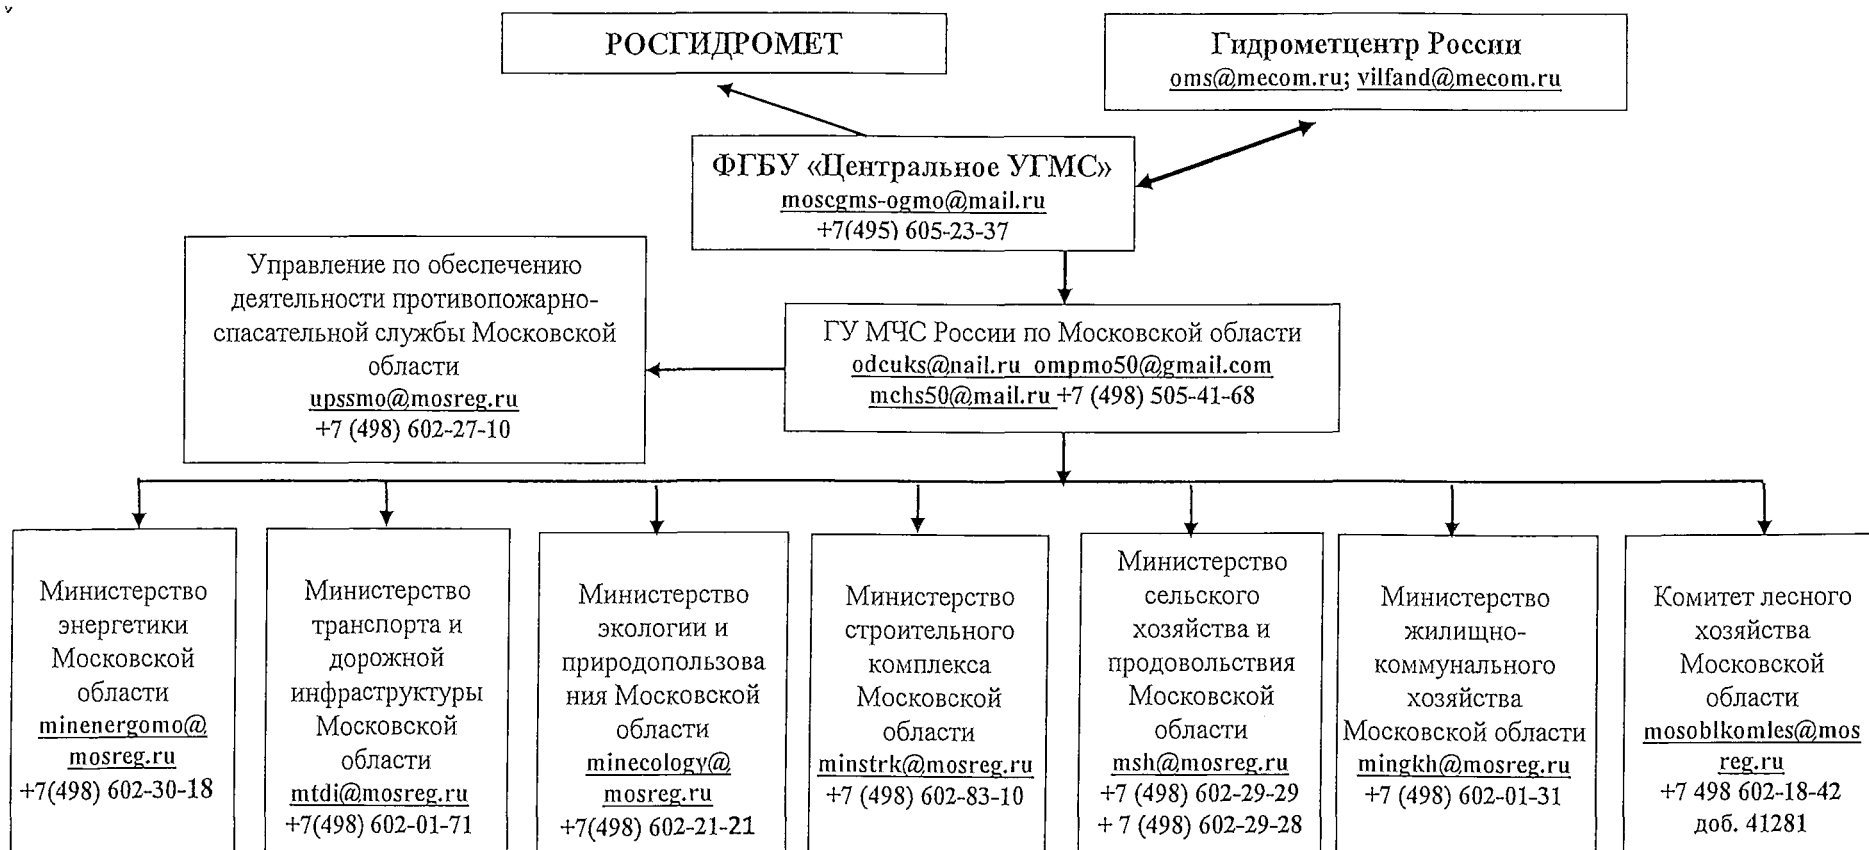 РОСГИДРОМЕТ
Гидрометцентр России
oms@mecom.ru; vilfand@mecom.ru
ФГБУ «Центральное УГМС»
moscgms-ogmo@mail.ru
+7(495) 605-23-37
Управление по обеспечению
деятельности противопожарно-
спасательной службы Московской
области
upssmo@mosreg.ru
+7 (498) 602-27-10
ГУ МЧС России по Московской области
odcuks@nail.ru ompmo50@gmail.com
mchs50@mail.ru +7 (498) 505-41-68
Министерство
энергетики
Московской
области
minenergomo@
mosreg.ru
+7(498) 602-30-18
Министерство
транспорта и
дорожной
инфраструктуры
Московской
области
mtdi@mosreg.ru
+7(498) 602-01-71
Министерство
экологии и
природопользова
ния Московской
области
minecology@
mosreg.ru
+7(498) 602-21-21
Министерство
строительного
комплекса
Московской
области
minstrk@mosreg.ru
+7 (498) 602-83-10
Министерство
сельского
хозяйства и
продовольствия
Московской
области
msh@mosreg.ru
+7 (498) 602-29-29
+ 7 (498) 602-29-28
Министерство
жилищно-
коммунального
хозяйства
Московской области
mingkh@mosreg.ru
+7 (498) 602-01-31
Комитет лесного
хозяйства
Московской
области
mosoblkomles@mos
reg.ru
+7 498 602-18-42
доб. 41281